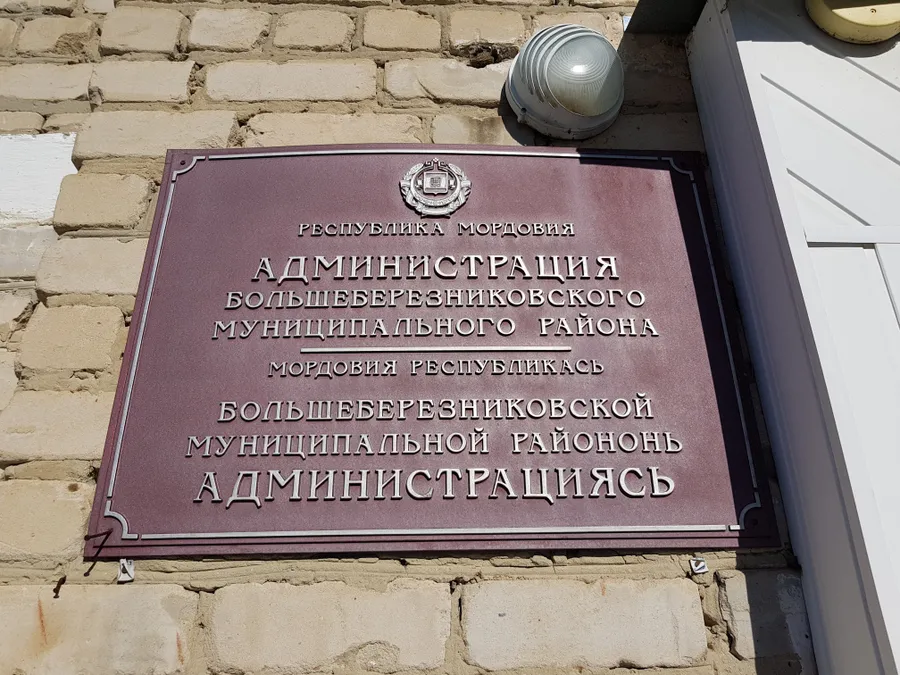 РЕСПУБЛИКА МОРДОВИЯ
АДМИНИСТРАЦИЯ
БОЛЬШЕБЕРЕЗНИКОВСКОГО
МУНИЦИПАЛЬНОГО РАЙОНА
МОРДОВИЯ РЕСПУБЛИКАСЬ
БОЛЬШЕБЕРЕЗНИКОВСКОЙ
МУНИЦИПАЛЬНОЙ РАЙОНОНЬ
АДМИНИСТРАЦИЯСЬ